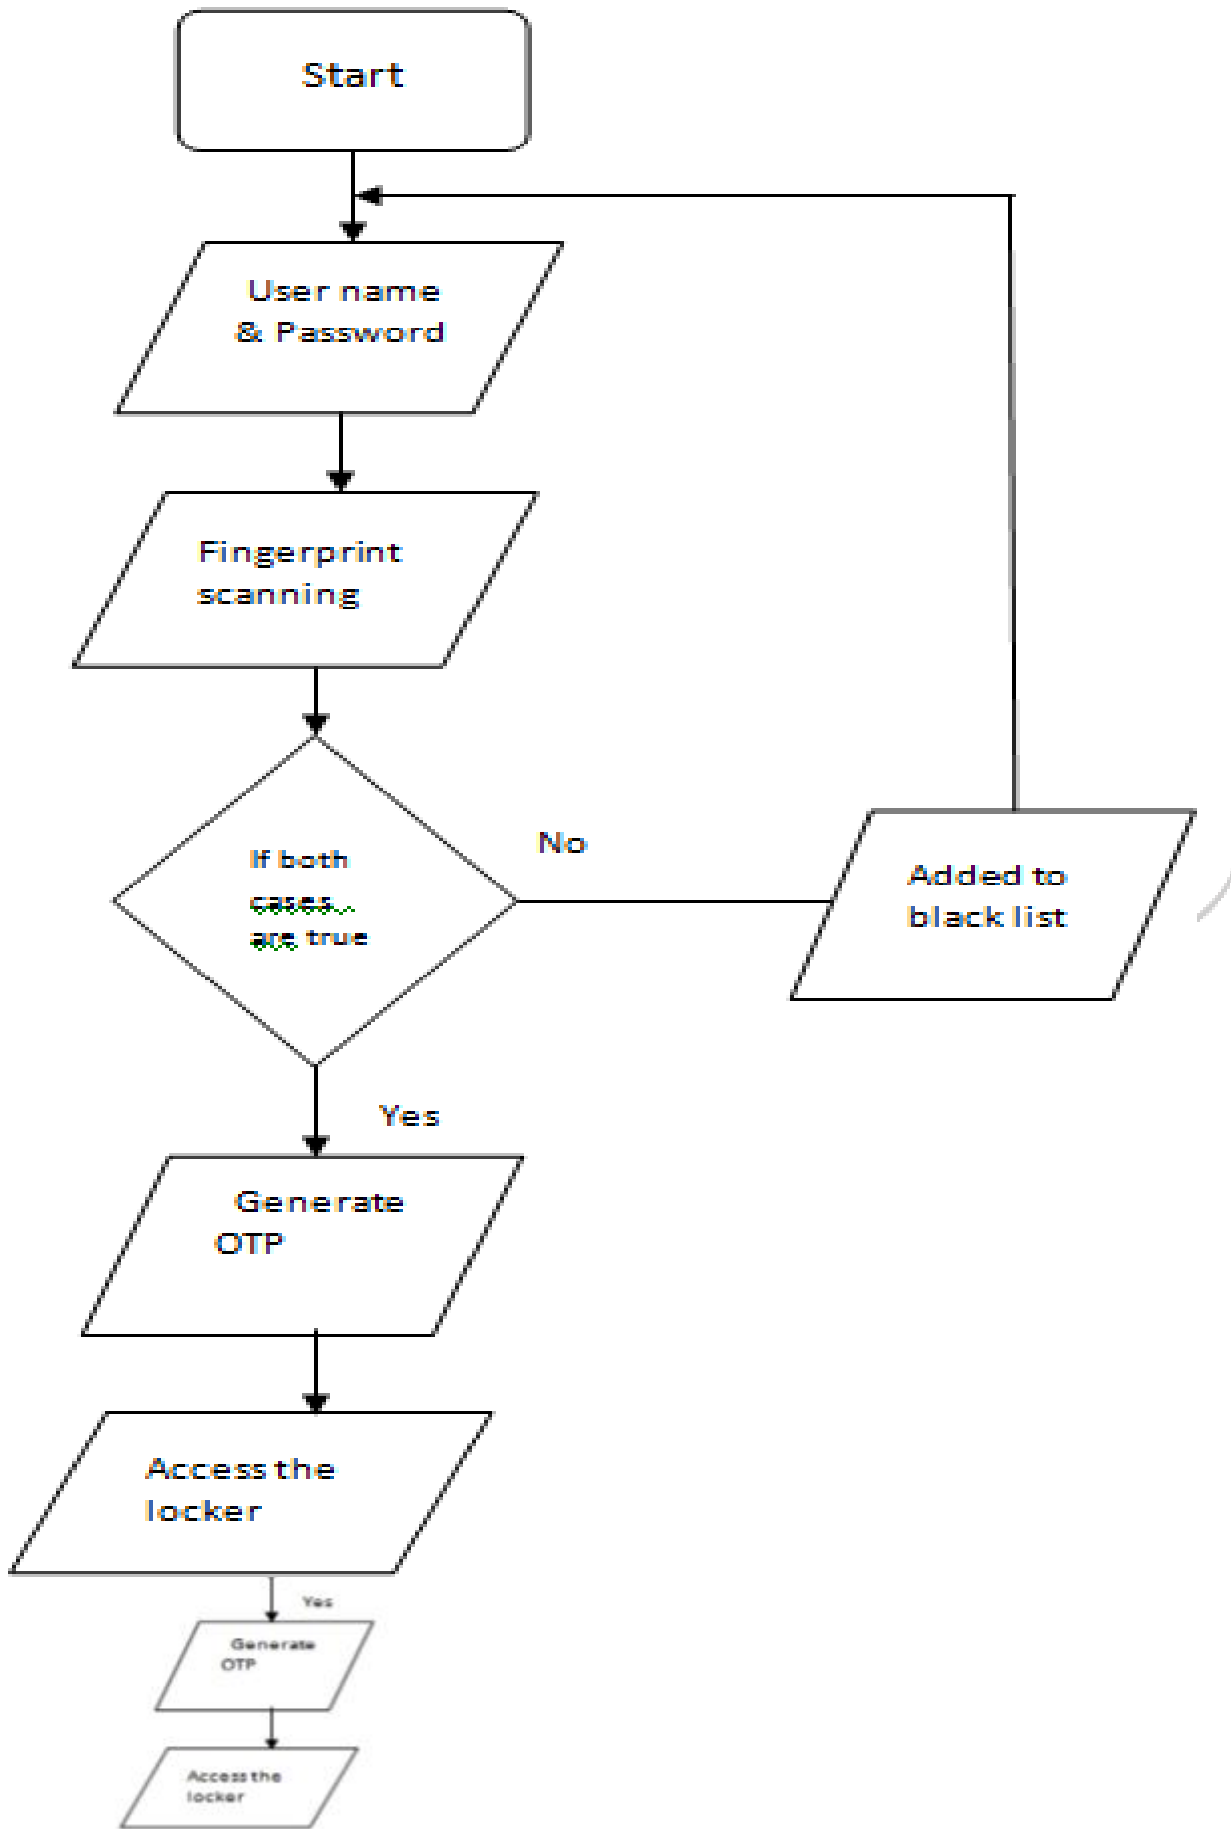 Start
User name
& Password
Fingerprint
scanning
If both
cases
are true
No
Added to
black list
Yes
Generate
OTP
Access the
locker
Yes
Generate
OTP
Access the
locker